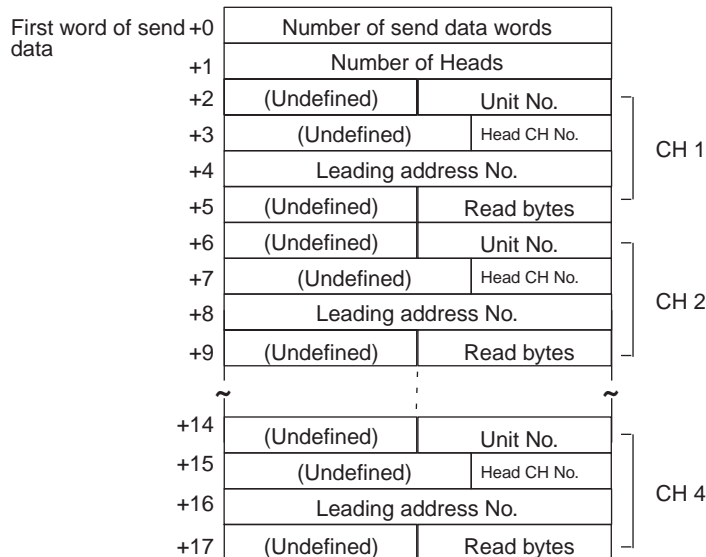 First word of send data
+0 Number of send data words
+1 Number of Heads
+2 (Undefined) Unit No.
+3 (Undefined) Head CH No.
CH 1
+4 Leading address No.
+5 (Undefined) Read bytes
+6 (Undefined) Unit No.
+7 (Undefined) Head CH No.
CH 2
+8 Leading address No.
+9 (Undefined) Read bytes
~ ~
+14 (Undefined) Unit No.
+15 (Undefined) Head CH No.
CH 4
+16 Leading address No.
+17 (Undefined) Read bytes